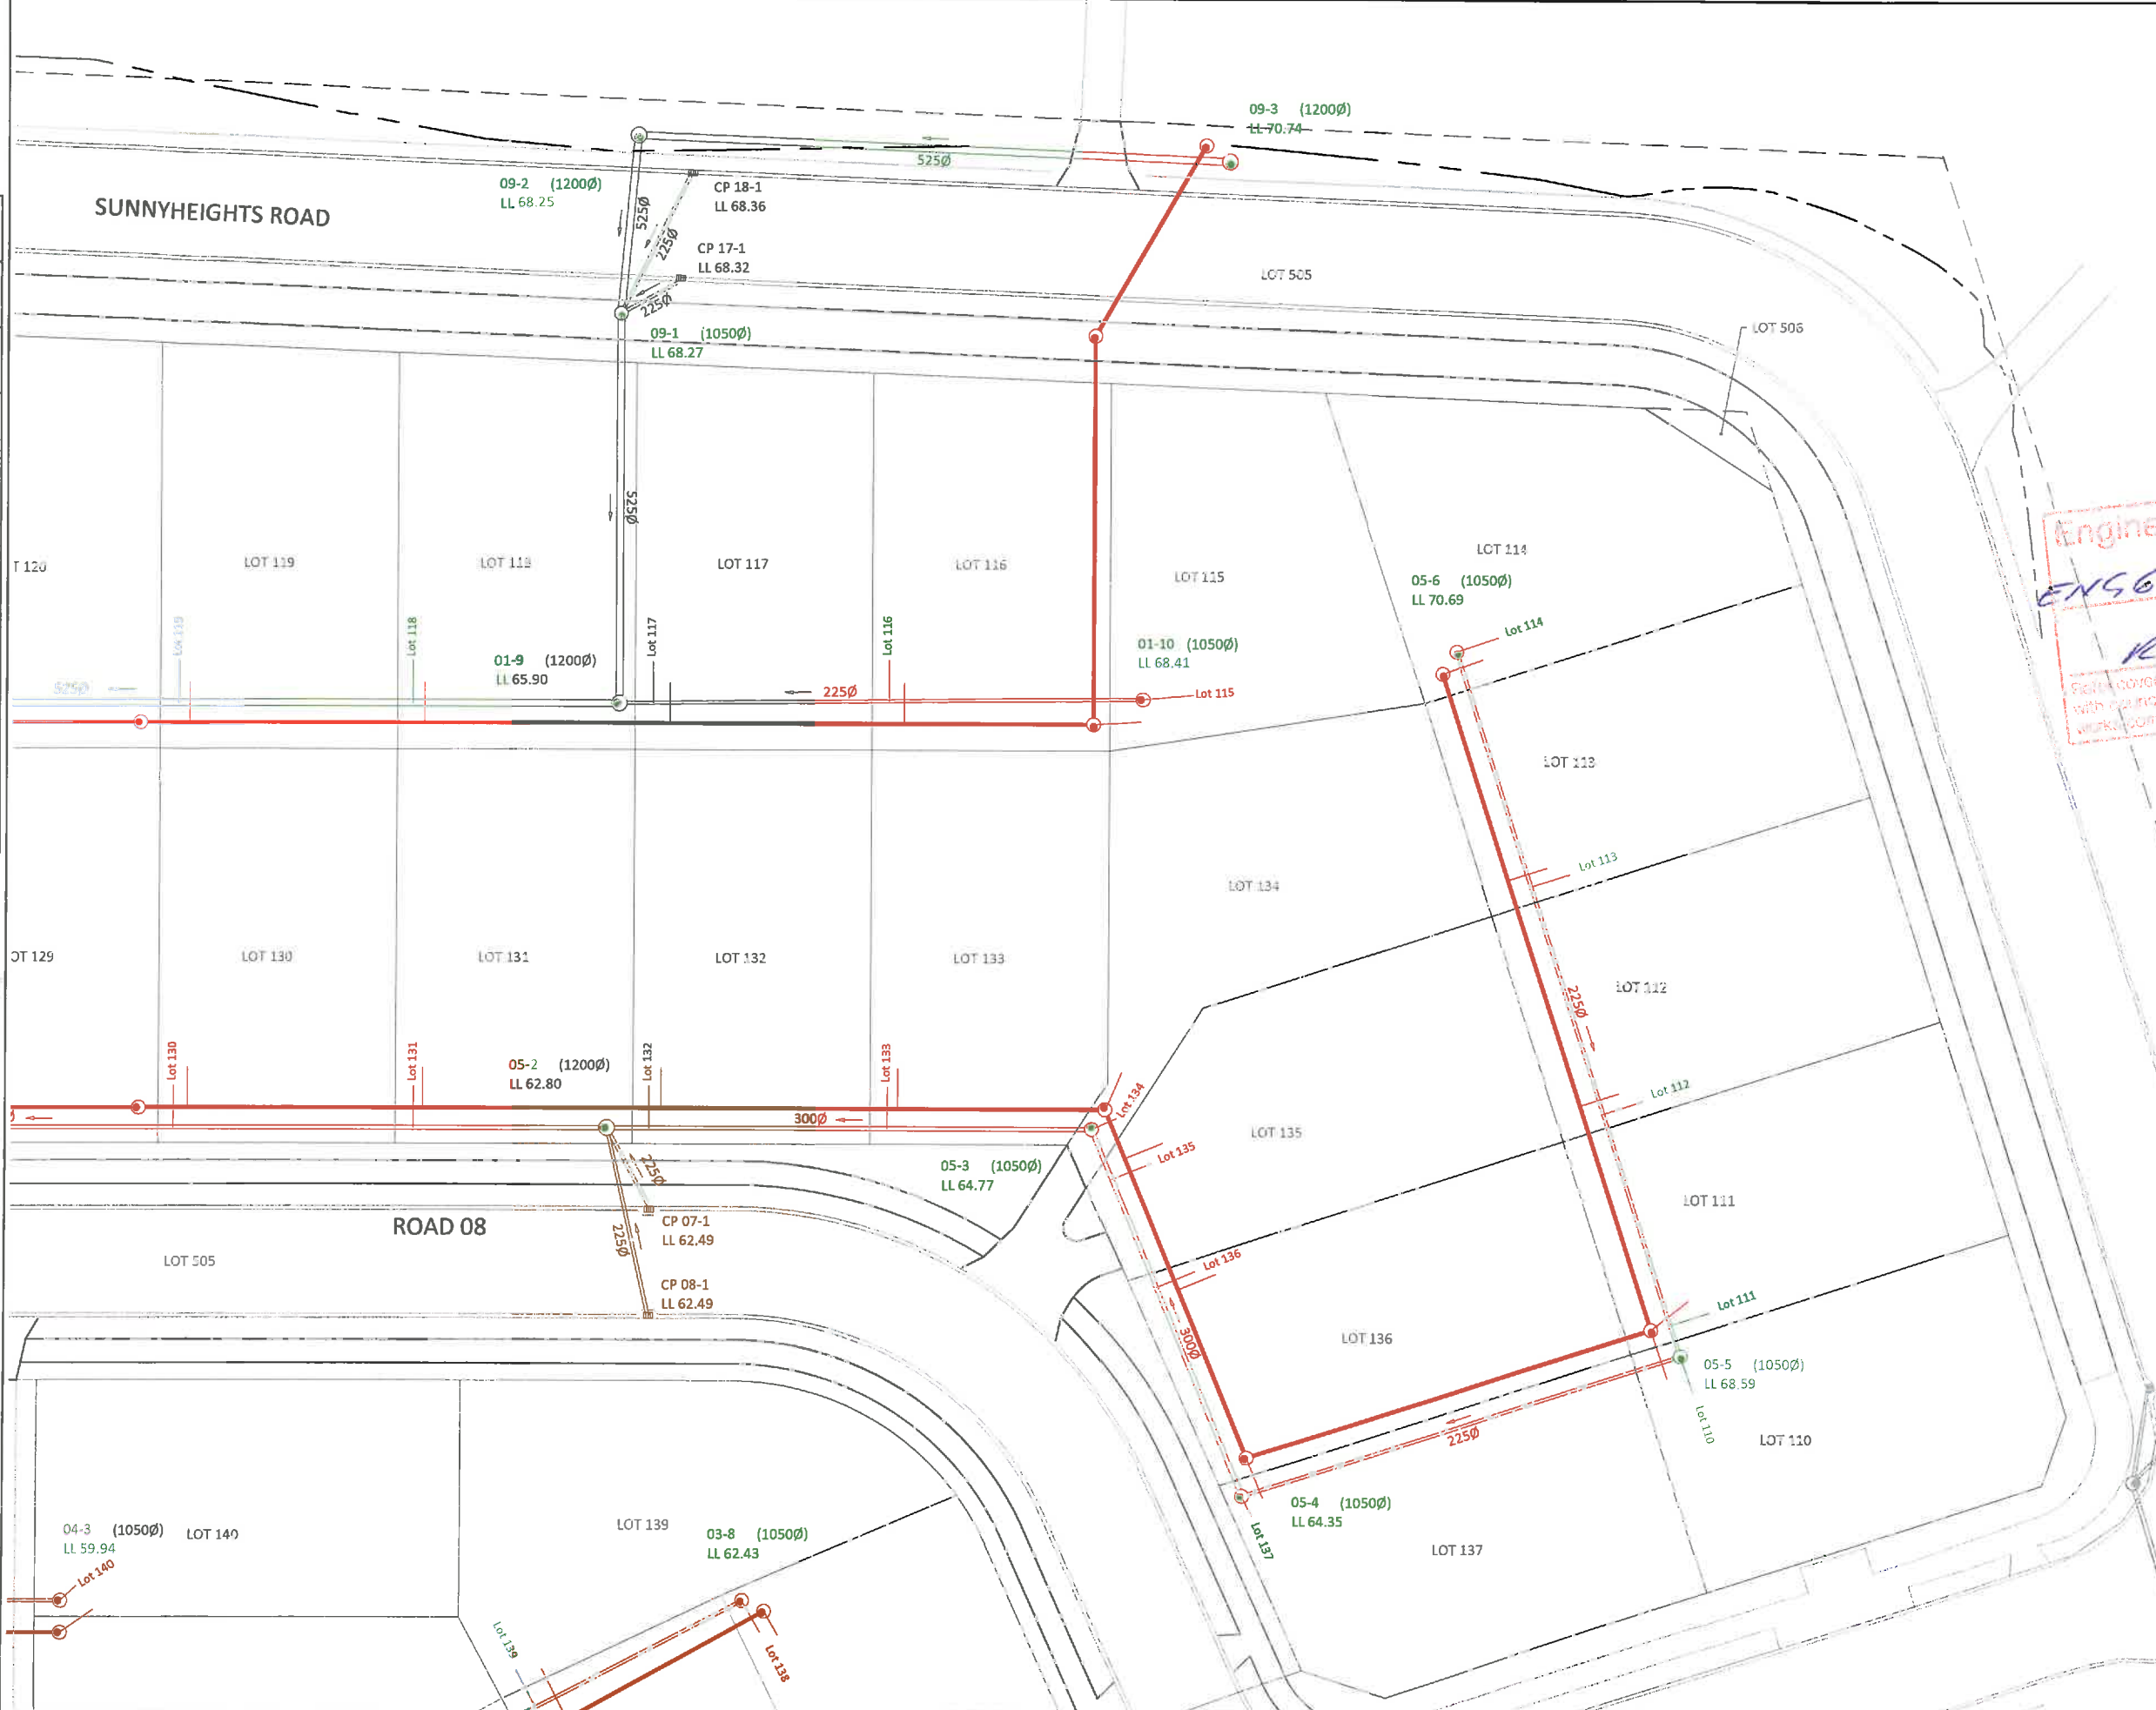 09-3 (1200Ø)
LL 70.74
525Ø
09-2 (1200Ø)
LL 68.25
CP 18-1
LL 68.36
SUNNYHEIGHTS ROAD
525Ø
225Ø
CP 17-1
LL 68.32
225Ø
LOT 505
LOT 506
09-1 (1050Ø)
LL 68.27
525Ø
T 120
LOT 119
LOT 118
LOT 117
LOT 116
LOT 115
LOT 114
Engine
ENG6
05-6 (1050Ø)
LL 70.69
Lot 119
Lot 118
Lot 117
Lot 116
Lot 114
01-9 (1200Ø)
LL 65.90
01-10 (1050Ø)
LL 68.41
525Ø
225Ø
Lot 115
with counc
works com
LOT 113
Lot 113
LOT 134
OT 129
LOT 130
LOT 131
LOT 132
LOT 133
LOT 112
225Ø
Lot 130
Lot 131
05-2 (1200Ø)
LL 62.80
Lot 132
Lot 133
Lot 134
Lot 112
300Ø
LOT 135
Lot 135
05-3 (1050Ø)
LL 64.77
225Ø
LOT 111
ROAD 08
CP 07-1
LL 62.49
225Ø
LOT 505
Lot 136
CP 08-1
LL 62.49
Lot 111
300Ø
LOT 136
05-5 (1050Ø)
LL 68.59
225Ø
Lot 110
LOT 110
05-4 (1050Ø)
LL 64.35
Lot 137
LOT 137
04-3 (1050Ø)
LL 59.94
LOT 140
Lot 140
LOT 139
03-8 (1050Ø)
LL 62.43
Lot 139
Lot 138